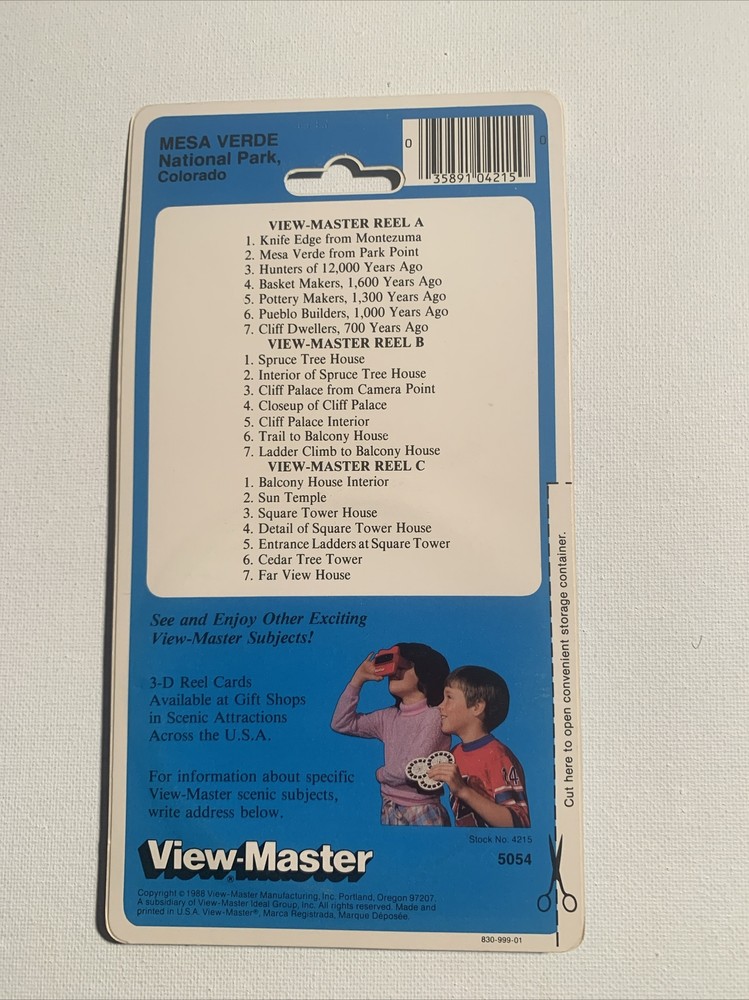 MESA VERDE
National Park,
Colorado
0
35891 04215
0
VIEW-MASTER REEL A
1. Knife Edge from Montezuma
2. Mesa Verde from Park Point
3. Hunters of 12,000 Years Ago
4. Basket Makers, 1,600 Years Ago
5. Pottery Makers, 1,300 Years Ago
6. Pueblo Builders, 1,000 Years Ago
7. Cliff Dwellers, 700 Years Ago
VIEW-MASTER REEL B
1. Spruce Tree House
2. Interior of Spruce Tree House
3. Cliff Palace from Camera Point
4. Closeup of Cliff Palace
5. Cliff Palace Interior
6. Trail to Balcony House
7. Ladder Climb to Balcony House
VIEW-MASTER REEL C
1. Balcony House Interior
2. Sun Temple
3. Square Tower House
4. Detail of Square Tower House
5. Entrance Ladders at Square Tower
6. Cedar Tree Tower
7. Far View House
See and Enjoy Other Exciting
View-Master Subjects!
3-D Reel Cards
Available at Gift Shops
in Scenic Attractions
Across the U.S.A.
For information about specific
View-Master scenic subjects,
write address below.
14
Cut here to open convenient storage container.
Stock No. 4215
5054
View-Master®
Copyright © 1988 View-Master Manufacturing, Inc. Portland, Oregon 97207.
A subsidiary of View-Master Ideal Group, Inc. All rights reserved. Made and
printed in U.S.A. View-Master®, Marca Registrada, Marque Déposée.
830-999-01